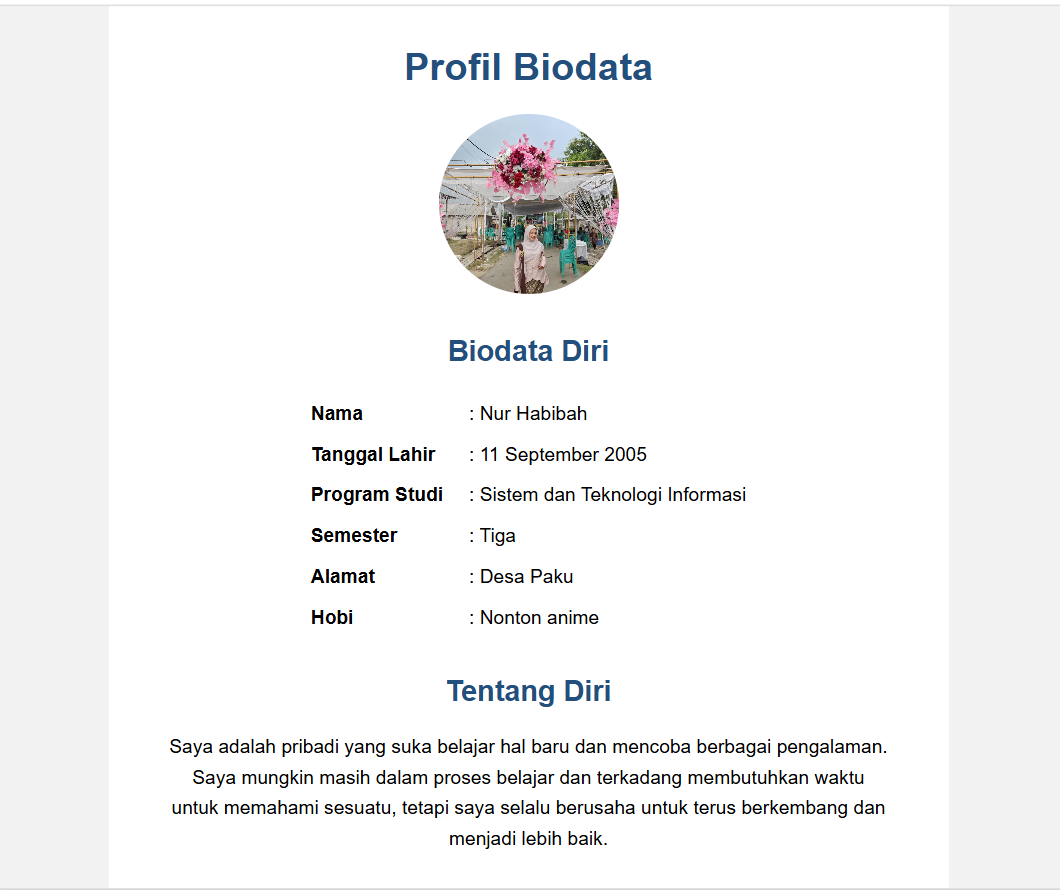 Profil Biodata
Biodata Diri
Nama : Nur Habibah
Tanggal Lahir : 11 September 2005
Program Studi : Sistem dan Teknologi Informasi
Semester : Tiga
Alamat : Desa Paku
Hobi : Nonton anime
Tentang Diri
Saya adalah pribadi yang suka belajar hal baru dan mencoba berbagai pengalaman.
Saya mungkin masih dalam proses belajar dan terkadang membutuhkan waktu
untuk memahami sesuatu, tetapi saya selalu berusaha untuk terus berkembang dan
menjadi lebih baik.